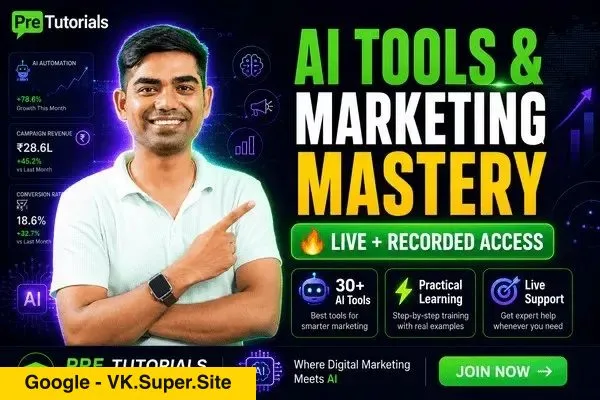 Pre Tutorials
AI AUTOMATION
+78.6%
Growth This Month
CAMPAIGN REVENUE
₹
₹28.6L
+45.2%
vs Last Month
CONVERSION RATE
18.6%
+32.7%
vs Last Month
AI
AI TOOLS &
MARKETING
MASTERY
🔥 LIVE + RECORDED ACCESS
30+
AI Tools
Best tools for
smarter marketing
Practical
Learning
Step-by-step training
with real examples
Live
Support
Get expert help
whenever you need
PRE TUTORIALS
AI
Where Digital Marketing
Meets AI
JOIN NOW →
Google - VK.Super.Site